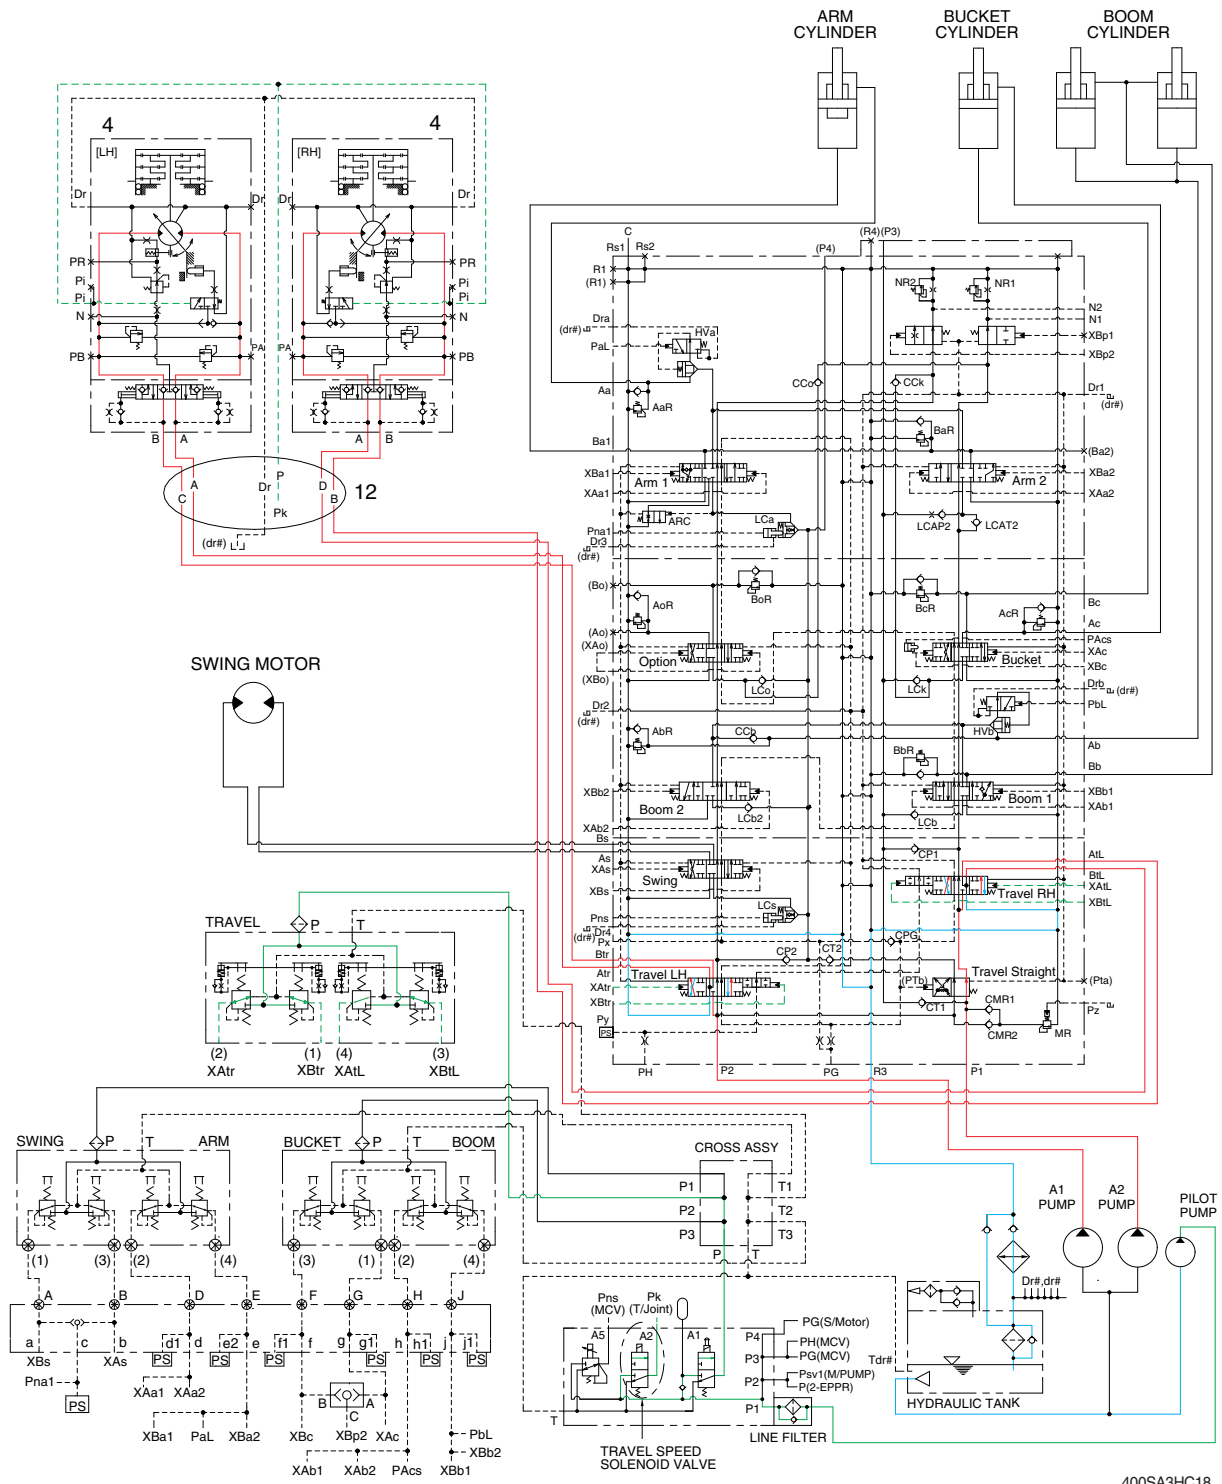 ARM
CYLINDER
BUCKET
CYLINDER
BOOM
CYLINDER
4
4
[LH]
[RH]
Dr
Dr
Dr
Dr
PR
PR
Pi
Pi
Pi
Pi
N
N
PB
PA
PA
PB
B
A
A
B
A
P
D
C
Dr
B
12
Pk
(dr#)
C
Rs1
Rs2
(P4)
(R4)
(P3)
R1
(R1)
NR2
NR1
N2
N1
Dra
(dr#)
HVa
XBp1
PaL
XBp2
CCo
CCk
Dr1
(dr#)
Aa
AaR
BaR
Ba1
(Ba2)
XBa1
Arm 1
Arm 2
XBa2
XAa1
XAa2
ARC
LCa
LCAP2
LCAT2
Pna1
Dr3
(dr#)
(Bo)
BoR
BcR
Bc
AoR
AcR
Ac
(Ao)
PAcs
(XAo)
XAc
Option
Bucket
XBc
(XBo)
LCo
LCk
Drb
(dr#)
Dr2
(dr#)
PbL
HVb
AbR
CCb
BbR
Ab
Bb
XBb2
Boom 2
Boom 1
XBb1
XAb1
LCb2
LCb
XAb2
Bs
CP1
AtL
As
XAs
BtL
Swing
Travel RH
XAtL
XBs
XBtL
LCs
Pns
Dr4
(dr#)
Px
CPG
Btr
CP2
CT2
Atr
Travel LH
Travel Straight
XAtr
(PTb)
(Pta)
XBtr
CMR1
Pz
CT1
Py
PS
CMR2
MR
PH
P2
PG
R3
P1
SWING MOTOR
TRAVEL
P
T
(2)
(1)
(4)
(3)
XAtr
XBtr
XAtL
XBtL
SWING
P
T
ARM
BUCKET
P
T
BOOM
(1)
(3)
(2)
(4)
(3)
(1)
(2)
(4)
A
B
D
E
F
G
H
J
a
c
b
d1
d
e2
e
f1
f
g
g1
h
h1
j
j1
XBs
XAs
PS
PS
PS
PS
PS
PS
Pna1
PS
XAa1
XAa2
B
A
C
XBa1
PaL
XBa2
XBc
XBp2
XAc
PbL
XBb2
XAb1
XAb2
PAcs
XBb1
CROSS ASSY
P1
T1
P2
T2
P3
T3
P
T
Pns
(MCV)
Pk
(T/Joint)
A5
A2
A1
P4
PG(S/Motor)
P3
PH(MCV)
PG(MCV)
P2
Psv1(M/PUMP)
P(2-EPPR)
P1
T
LINE FILTER
TRAVEL SPEED
SOLENOID VALVE
A1
PUMP
A2
PUMP
PILOT
PUMP
Dr#,dr#
Tdr#
HYDRAULIC TANK
400SA3HC18